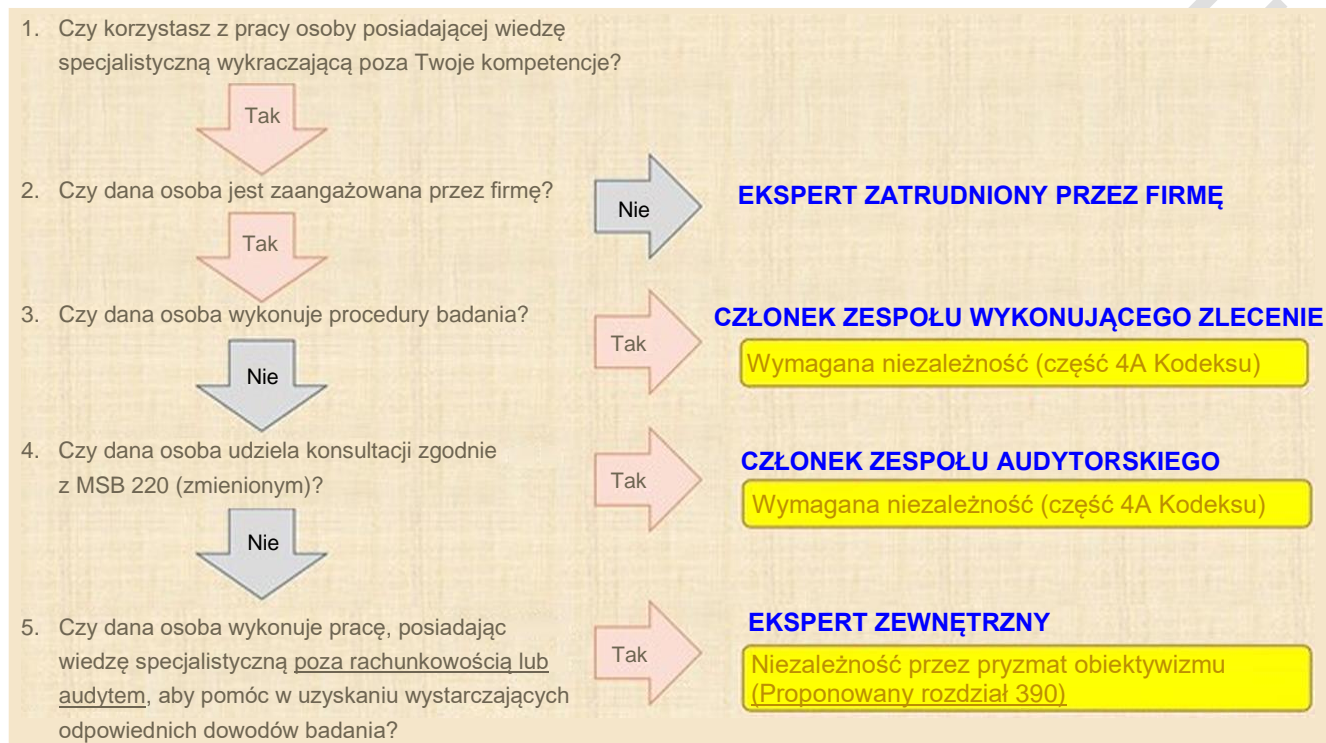 1. Czy korzystasz z pracy osoby posiadającej wiedzę
specjalistyczną wykraczającą poza Twoje kompetencje?
Tak
2. Czy dana osoba jest zaangażowana przez firmę?
Nie
EKSPERT ZATRUDNIONY PRZEZ FIRMĘ
Tak
3. Czy dana osoba wykonuje procedury badania?
Tak
CZŁONEK ZESPOŁU WYKONUJĄCEGO ZLECENIE
Wymagana niezależność (część 4A Kodeksu)
Nie
4. Czy dana osoba udziela konsultacji zgodnie
z MSB 220 (zmienionym)?
Tak
CZŁONEK ZESPOŁU AUDYTORSKIEGO
Wymagana niezależność (część 4A Kodeksu)
Nie
5. Czy dana osoba wykonuje pracę, posiadając
wiedzę specjalistyczną poza rachunkowością lub
audytem, aby pomóc w uzyskaniu wystarczających
odpowiednich dowodów badania?
Tak
EKSPERT ZEWNĘTRZNY
Niezależność przez pryzmat obiektywizmu
(Proponowany rozdział 390)